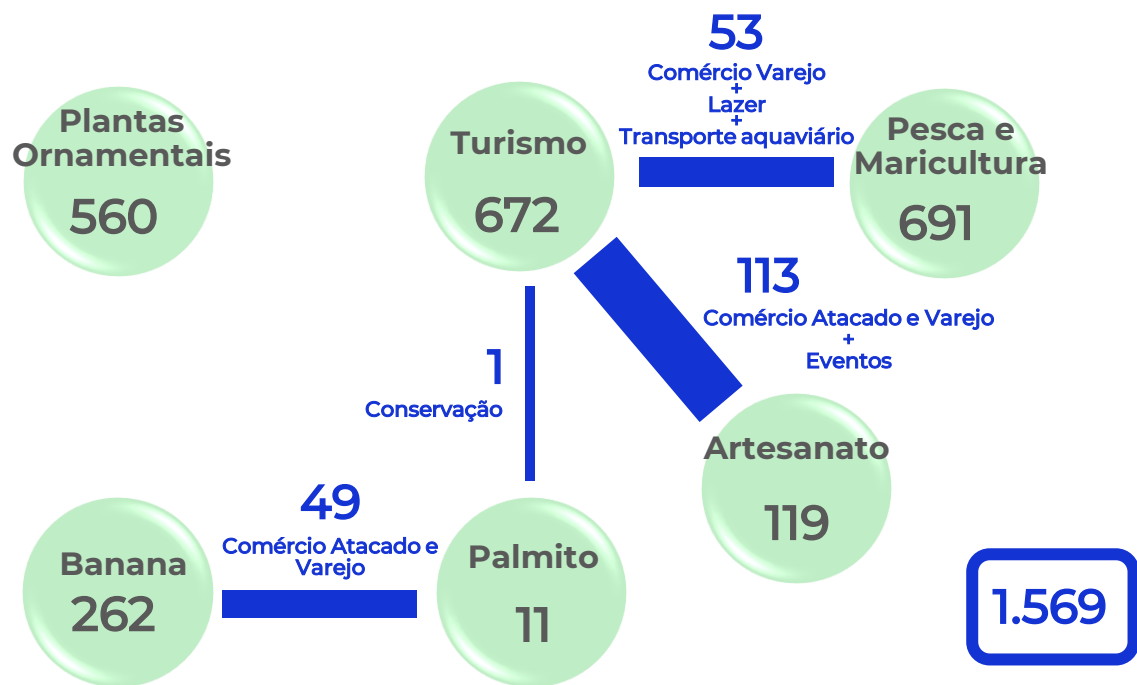 Plantas
Ornamentais
560
Turismo
672
53
Comércio Varejo
+
Lazer
+
Transporte aquaviário
Pesca e
Maricultura
691
113
Comércio Atacado e Varejo
+
Eventos
1
Conservação
Artesanato
119
Banana
262
49
Comércio Atacado e
Varejo
Palmito
11
1.569